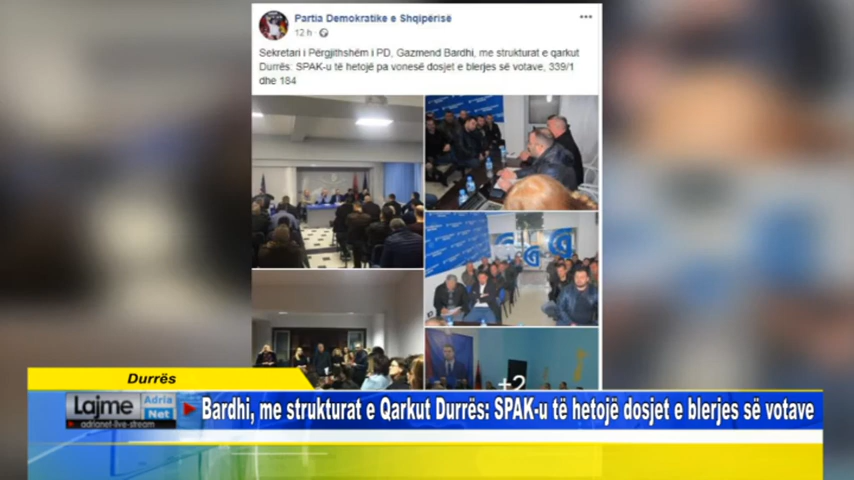 Partia Demokratike e Shqipërisë
12 h
Sekretari i Përgjithshëm i PD, Gazmend Bardhi, me strukturat e qarkut
Durrës: SPAK-u të hetojë pa vonesë dosjet e blerjes së votave, 339/1
dhe 184
+2
Durrës
Lajme
Adria
Net
adrianet-live-stream
Bardhi, me strukturat e Qarkut Durrës: SPAK-u të hetojë dosjet e blerjes së votave